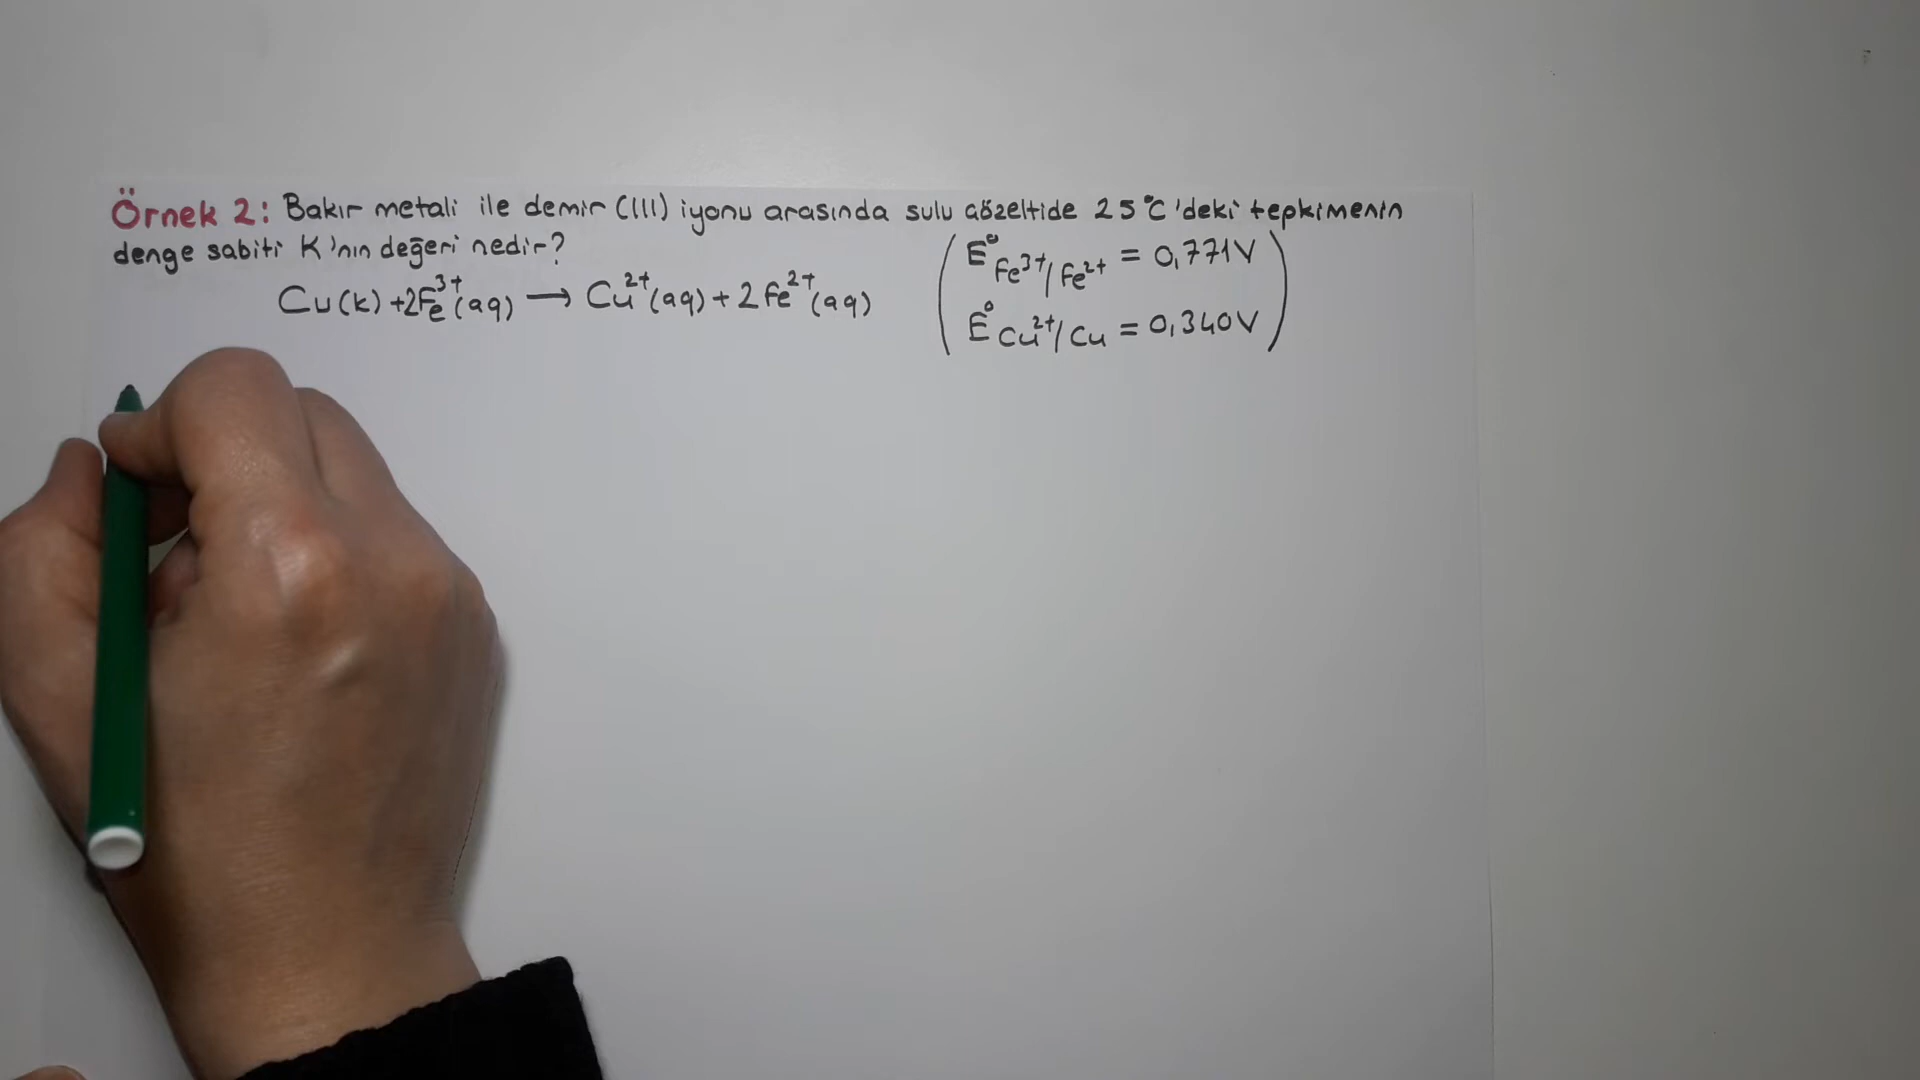 Örnek 2: Bakır metali ile demir (III) iyonu arasında sulu gözeltide 25°C'deki tepkimenin
denge sabiti K'nın değeri nedir?
Cu(k) + 2Fe³⁺(aq) → Cu²⁺(aq) + 2Fe²⁺(aq)
E° Fe³⁺/Fe²⁺ = 0,771V
E° Cu²⁺/Cu = 0,340V